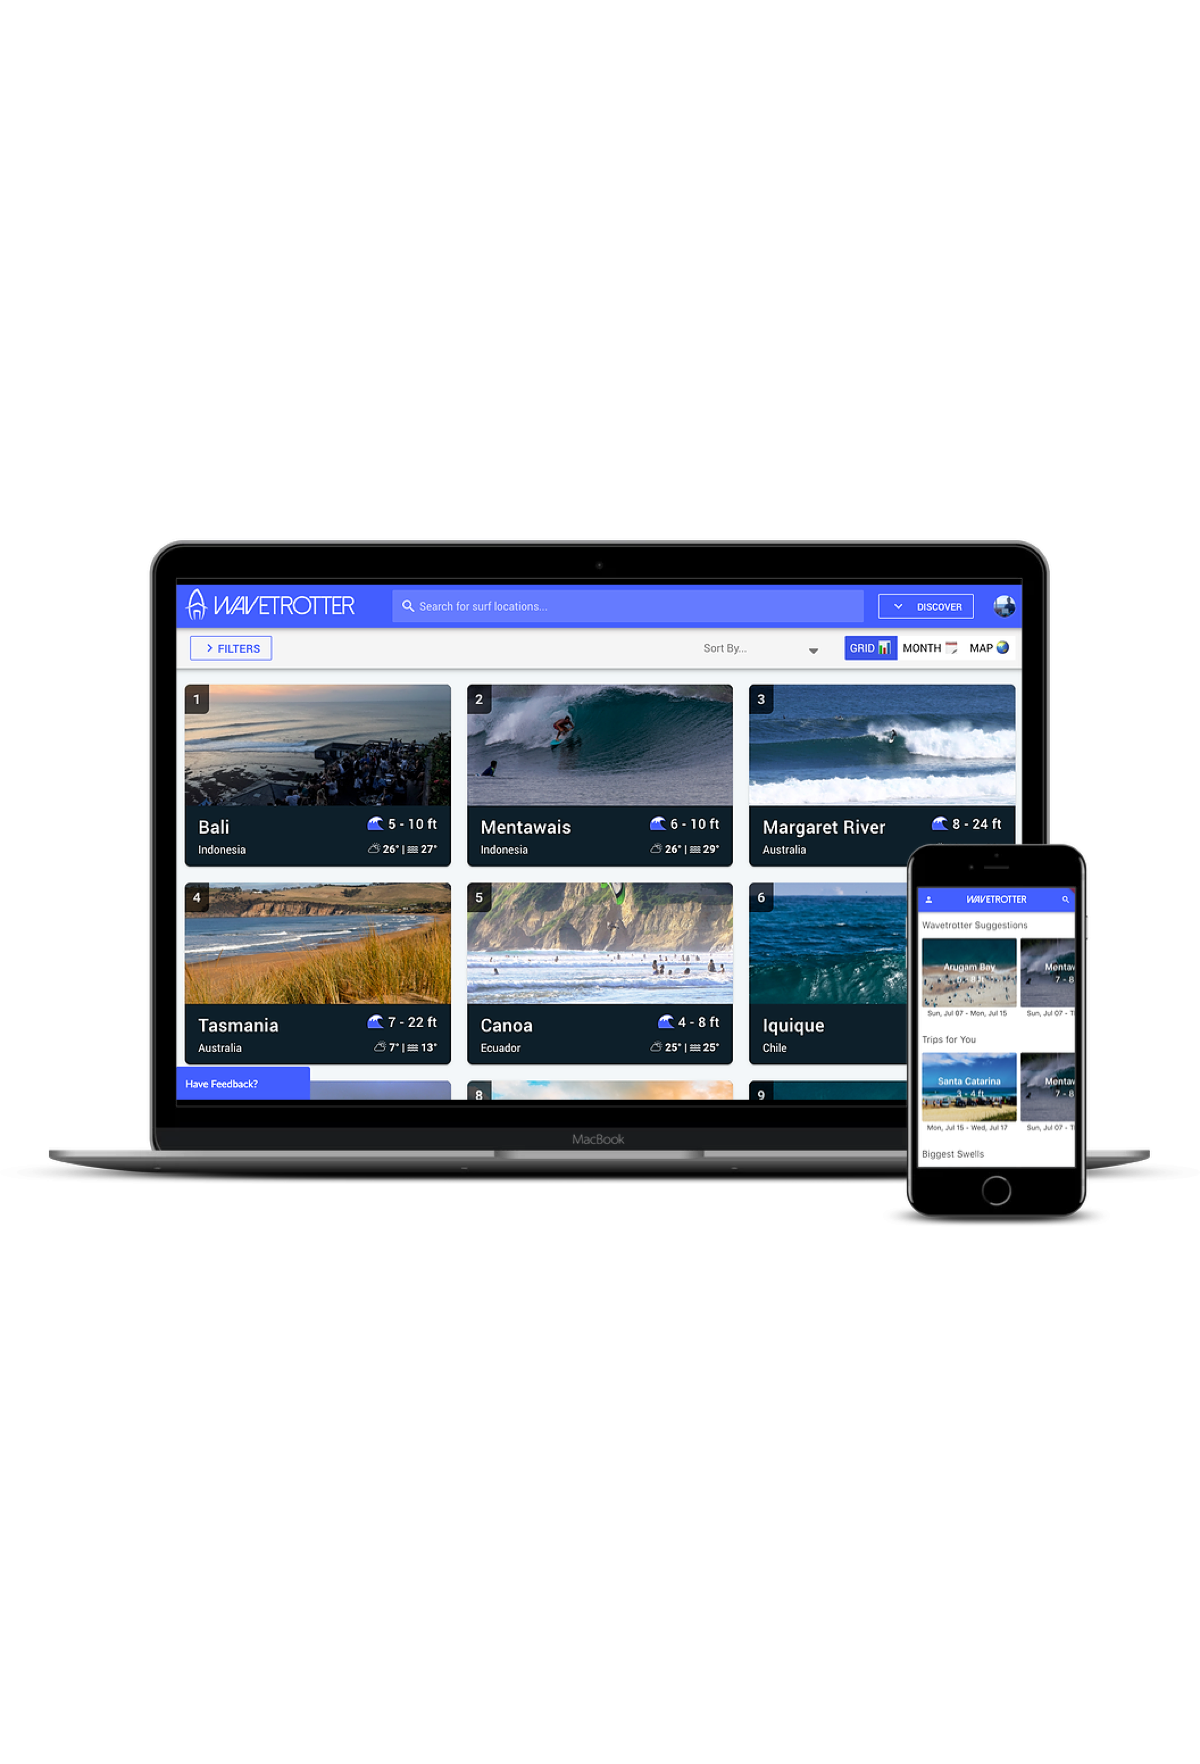 WAVETROTTER
Search for surf locations...
DISCOVER
FILTERS
Sort By...
GRID
MONTH
MAP
1
Bali
5 - 10 ft
Indonesia
26° | 27°
2
Mentawais
6 - 10 ft
Indonesia
26° | 29°
3
Margaret River
8 - 24 ft
Australia
4
Tasmania
7 - 22 ft
Australia
7° | 13°
5
Canoa
4 - 8 ft
Ecuador
25° | 25°
6
Iquique
Chile
Have Feedback?
8
9
MacBook
WAVETROTTER
Wavetrotter Suggestions
Arugam Bay
Mentaw
7 - 8
Sun, Jul 07 - Mon, Jul 15
Sun, Jul 07 - 
Trips for You
Santa Catarina
3 - 4 ft
Mentaw
7 - 8
Mon, Jul 15 - Wed, Jul 17
Sun, Jul 07 - 
Biggest Swells